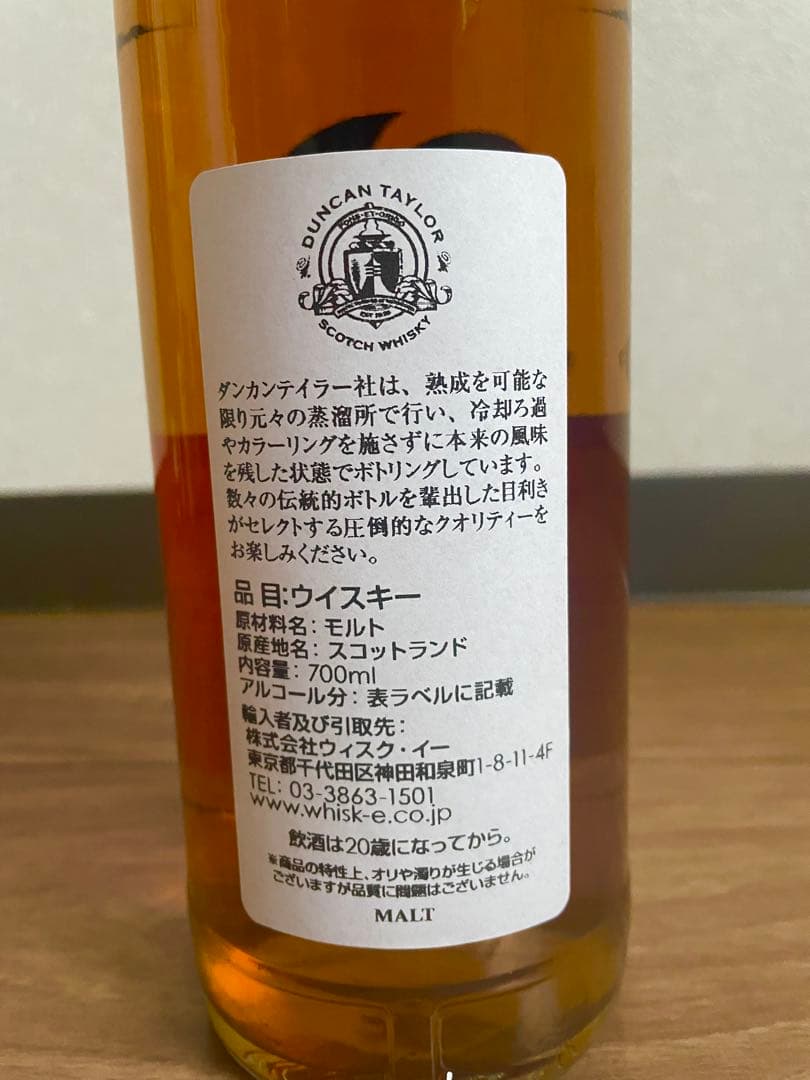 DUNCAN TAYLOR
SCOTCH WHISKY
ダンカンテイラー社は、熟成を可能な
限り元々の蒸溜所で行い、冷却ろ過
やカラーリングを施さずに本来の風味
を残した状態でボトリングしています。
数々の伝統的ボトルを輩出した目利き
がセレクトする圧倒的なクオリティーを
お楽しみください。
品 目:ウイスキー
原材料名: モルト
原産地名: スコットランド
内容量: 700ml
アルコール分: 表ラベルに記載
輸入者及び引取先:
株式会社ウィスク・イー
東京都千代田区神田和泉町1-8-11-4F
TEL: 03-3863-1501
www.whisk-e.co.jp
飲酒は20歳になってから。
※商品の特性上、オリや濁りが生じる場合が
ございますが品質に問題はございません。
MALT